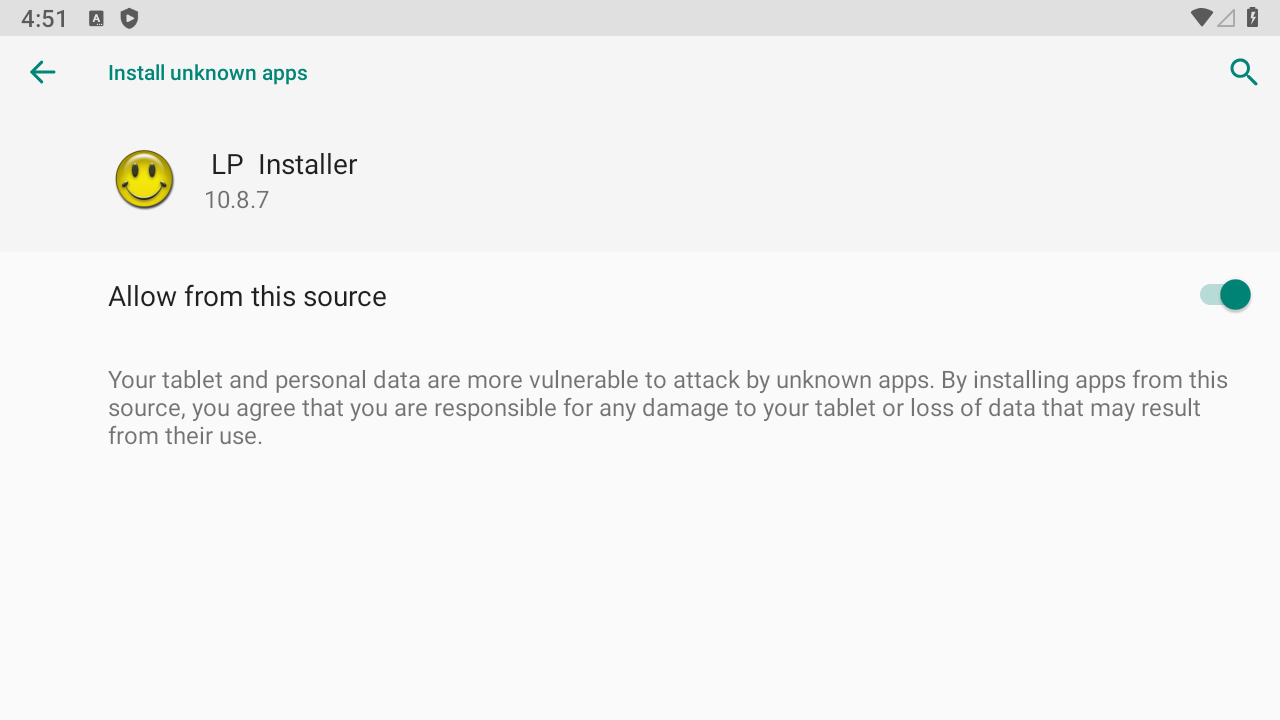 4:51
Install unknown apps
LP Installer
10.8.7
Allow from this source
Your tablet and personal data are more vulnerable to attack by unknown apps. By installing apps from this
source, you agree that you are responsible for any damage to your tablet or loss of data that may result
from their use.